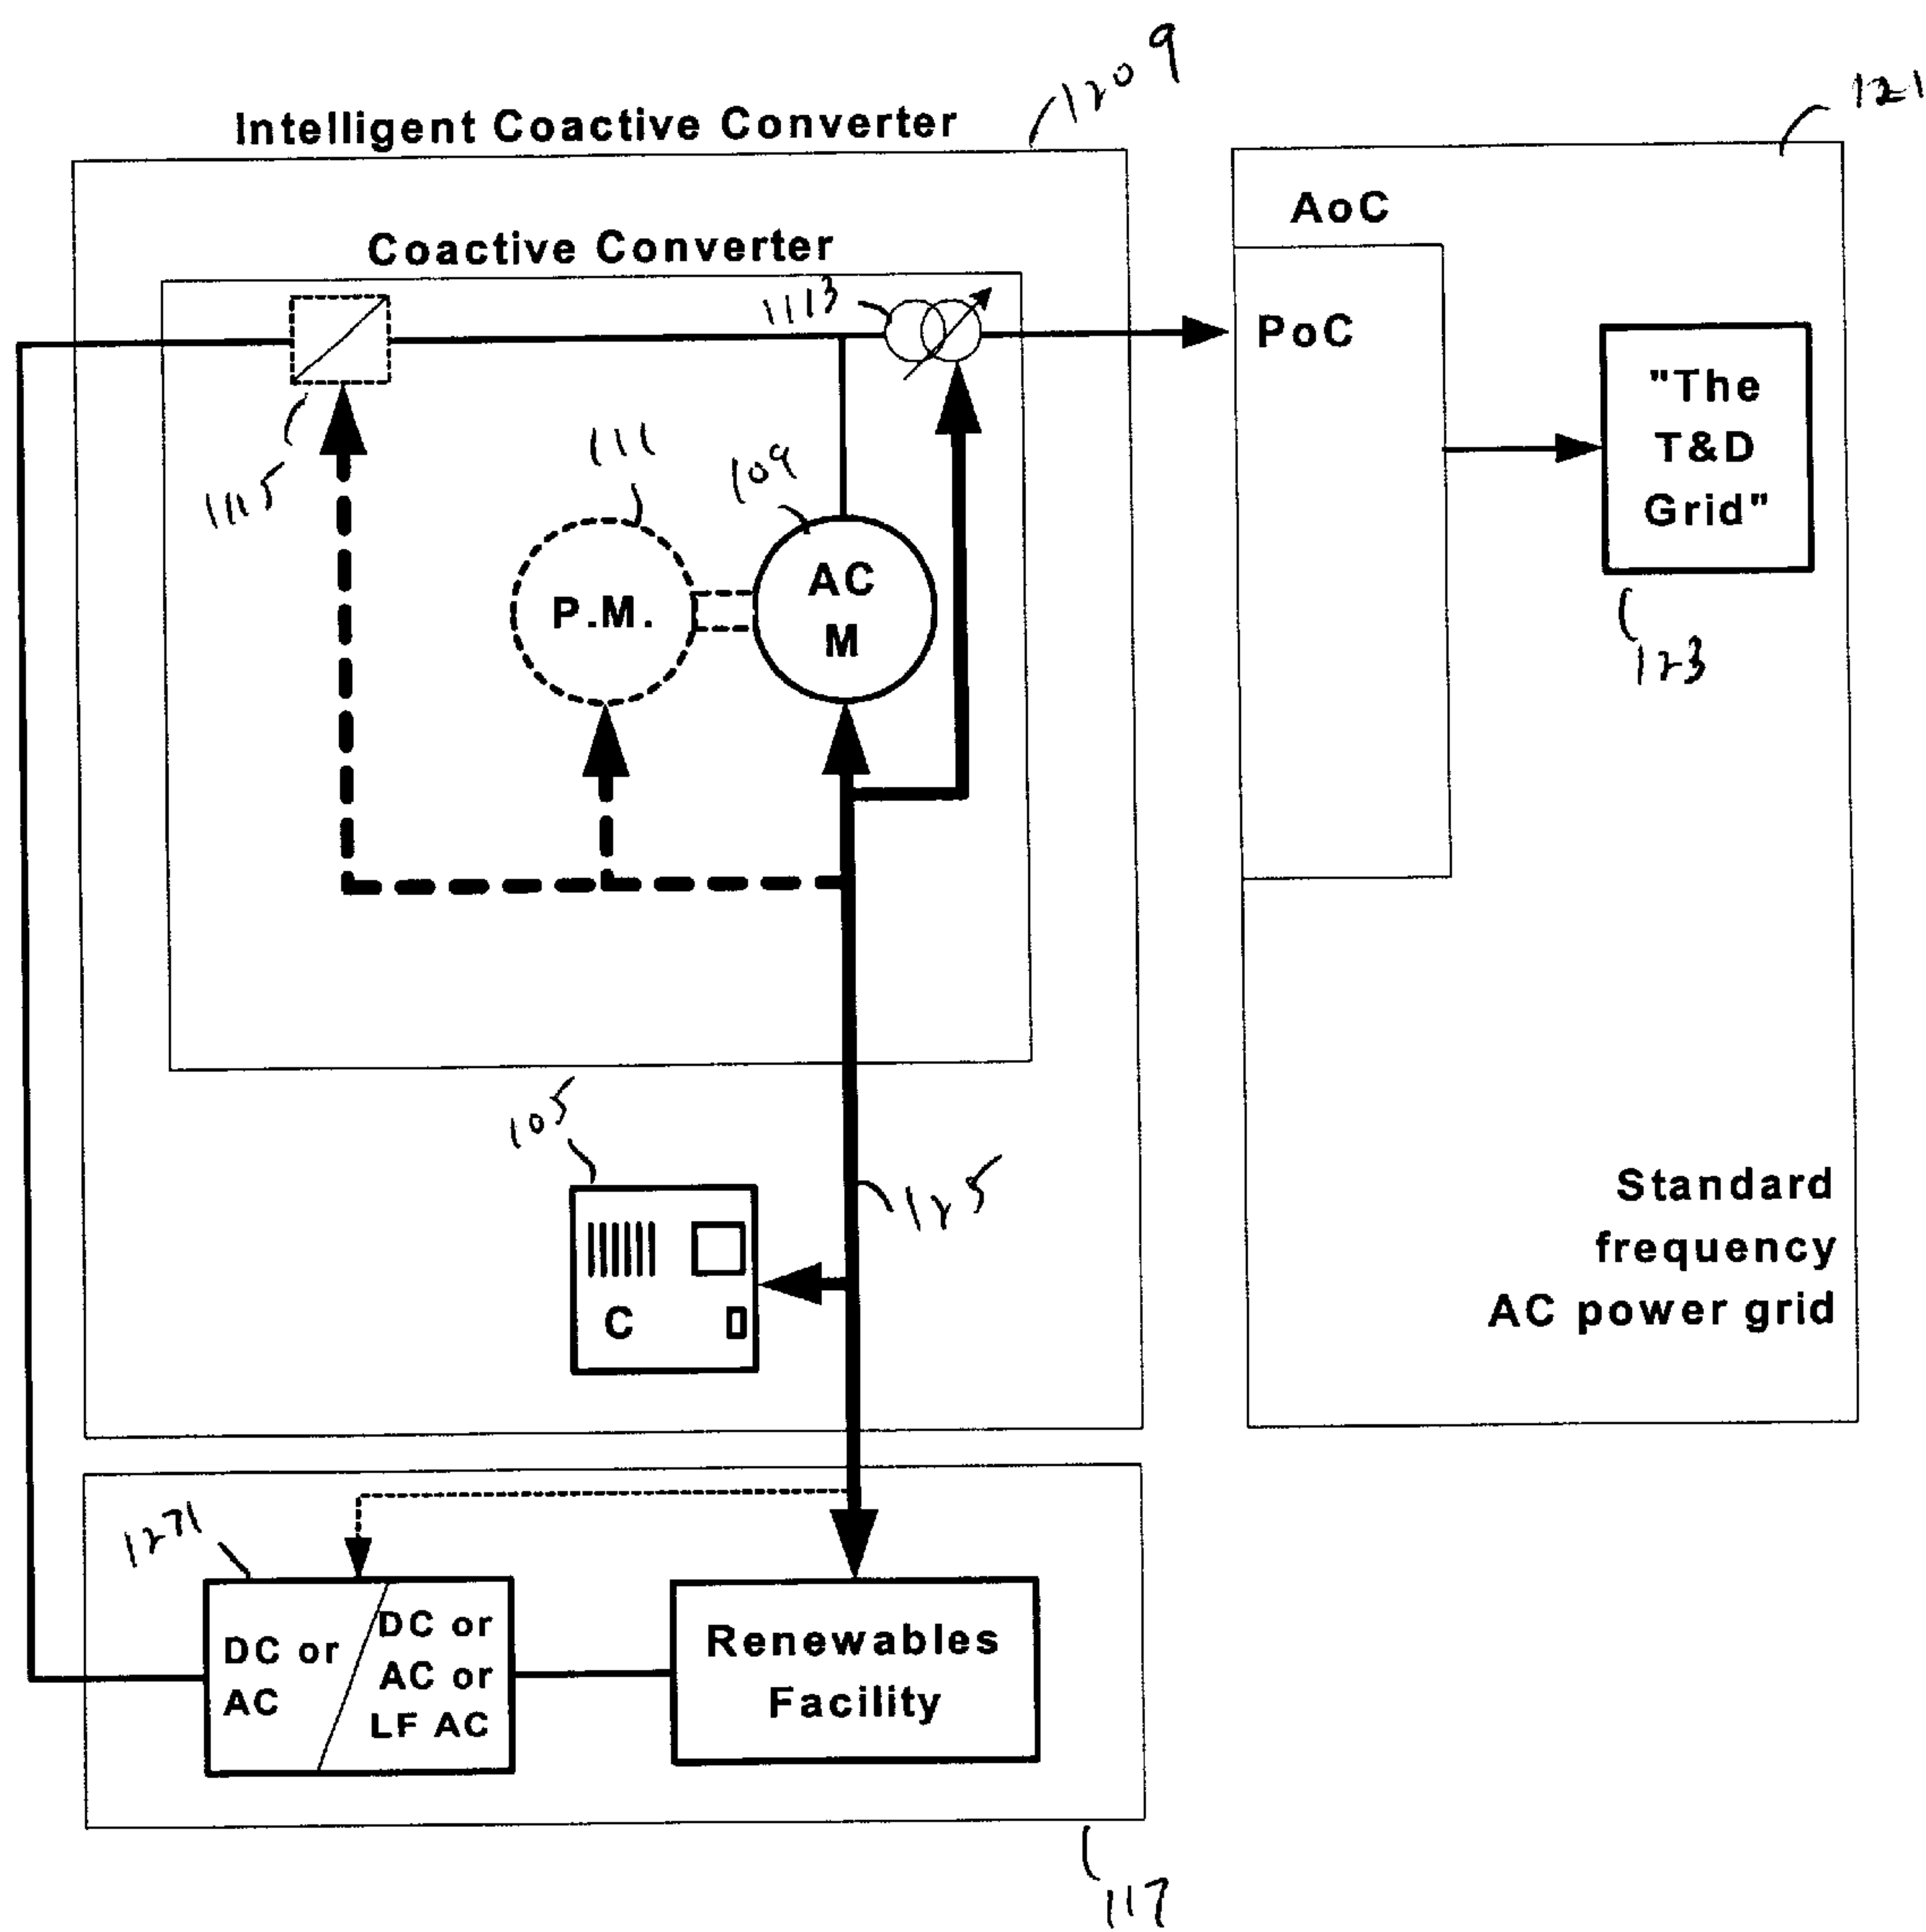 1209
121
Intelligent Coactive Converter
AoC
Coactive Converter
1113
PoC
"The
T&D
Grid"
1115
111
109
P.M.
AC
M
123
105
125
C
Standard
frequency
AC power grid
1271
DC or
AC
DC or
AC or
LF AC
Renewables
Facility
117